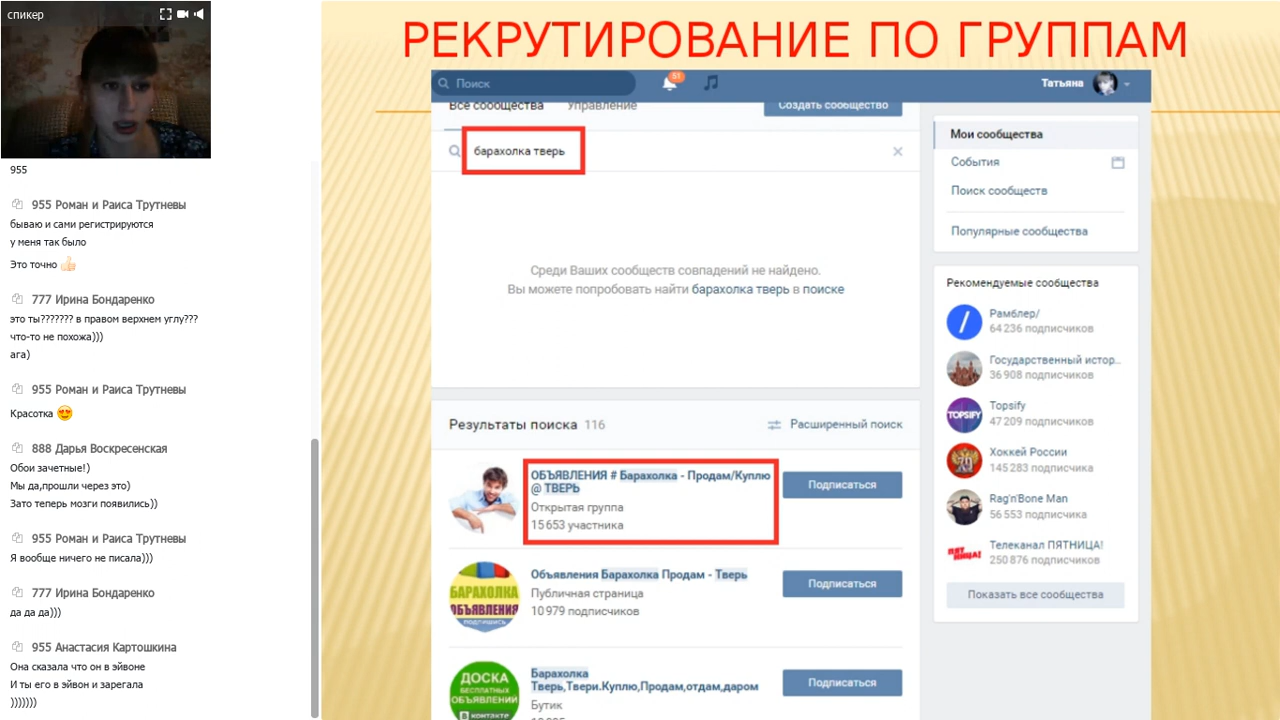 спикер
955
955 Роман и Раиса Трутневы
бываю и сами регистрируются
у меня так было
Это точно
777 Ирина Бондаренко
это ты??????? в правом верхнем углу???
что-то не похожа)))
ага)
955 Роман и Раиса Трутневы
Красотка
888 Дарья Воскресенская
Обои зачетные!)
Мы да,прошли через это)
Зато теперь мозги появились))
955 Роман и Раиса Трутневы
Я вообще ничего не писала)))
777 Ирина Бондаренко
да да да)))
955 Анастасия Картошкина
Она сказала что он в эйвоне
И ты его в эйвон и зарегала
)))))))
РЕКРУТИРОВАНИЕ ПО ГРУППАМ
Поиск
51
Татьяна
Все сообщества
Управление
Создать сообщество
барахолка тверь
Среди Ваших сообществ совпадений не найдено.
Вы можете попробовать найти барахолка тверь в поиске
Результаты поиска 116
Расширенный поиск
ОБЪЯВЛЕНИЯ # Барахолка - Продам/Куплю
@ ТВЕРЬ
Открытая группа
15 653 участника
Подписаться
БАРАХОЛКА
ОБЪЯВЛЕНИЯ
подпишись
Объявления Барахолка Продам - Тверь
Публичная страница
10 979 подписчиков
Подписаться
ДОСКА
БЕСПЛАТНЫХ
ОБЪЯВЛЕНИЙ
В контакте
Барахолка
Тверь,Твери.Куплю,Продам,отдам,даром
Бутик
Подписаться
Мои сообщества
События
Поиск сообществ
Популярные сообщества
Рекомендуемые сообщества
Рамблер/
64 236 подписчиков
Государственный истор...
36 908 подписчиков
TOPSIFY
Topsify
47 209 подписчиков
Хоккей России
145 283 подписчика
Rag'n'Bone Man
56 553 подписчика
ПЯТНИЦА!
Телеканал ПЯТНИЦА!
250 876 подписчиков
Показать все сообщества